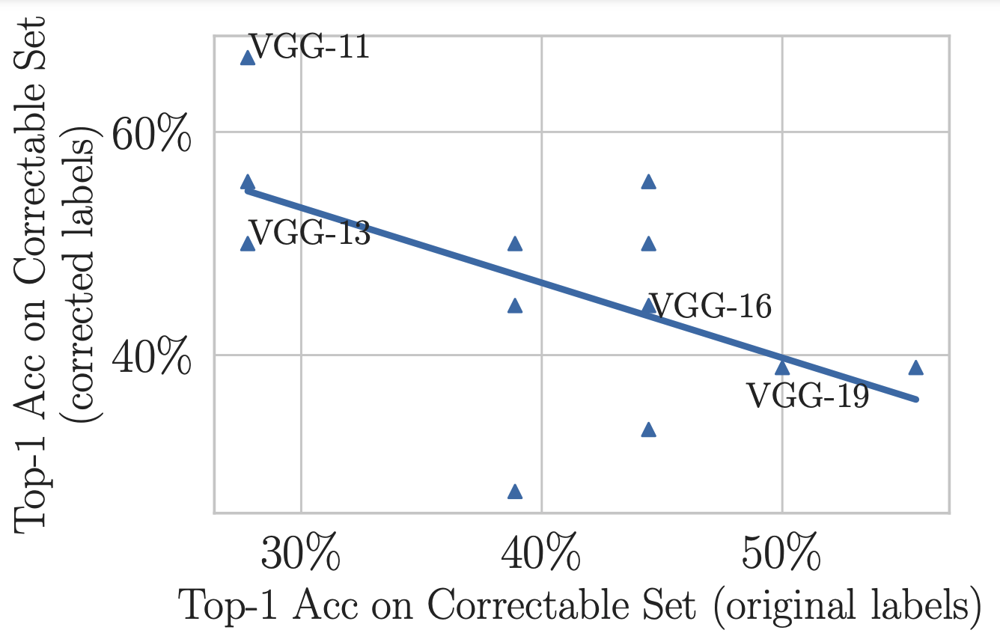 Top-1 Acc on Correctable Set
(corrected labels)
VGG-11
60%
VGG-13
VGG-16
40%
VGG-19
30% 40% 50%
Top-1 Acc on Correctable Set (original labels)